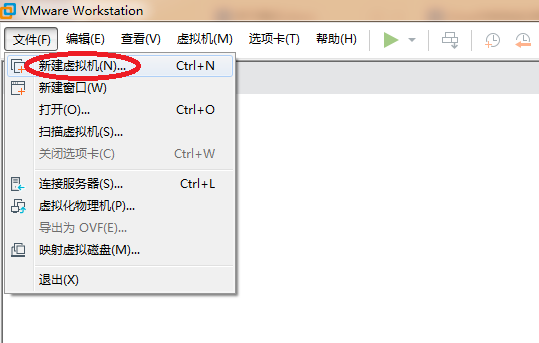 VMware Workstation
文件(F) 编辑(E) 查看(V) 虚拟机(M) 选项卡(T) 帮助(H)
新建虚拟机(N)... Ctrl+N
新建窗口(W)
打开(O)... Ctrl+O
扫描虚拟机(S)...
关闭选项卡(C) Ctrl+W
连接服务器(S)... Ctrl+L
虚拟化物理机(P)...
导出为 OVF(E)...
映射虚拟磁盘(M)...
退出(X)